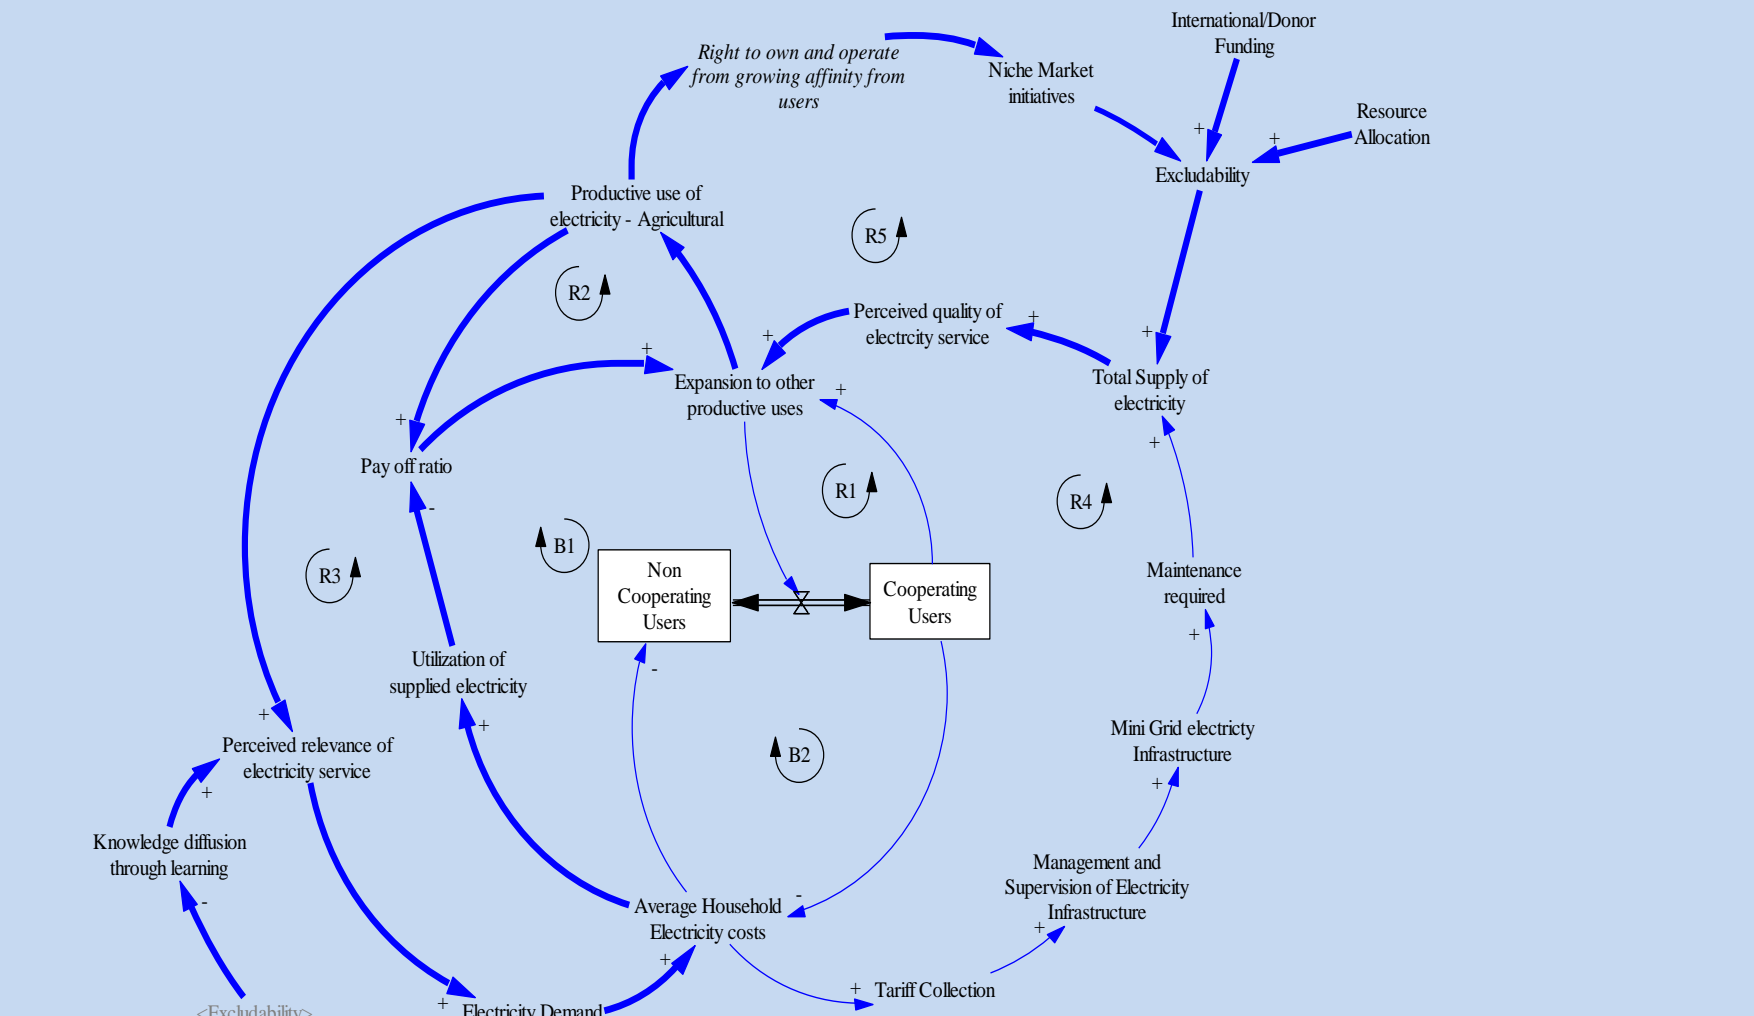 International/Donor
Funding
Right to own and operate
from growing affinity from
users
Niche Market
initiatives
Resource
Allocation
+
+
Excludability
Productive use of
electricity - Agricultural
R5
R2
Perceived quality of
electrcity service
+
+
+
+
Expansion to other
productive uses
+
Total Supply of
electricity
+
+
Pay off ratio
R1
R4
-
B1
R3
Non
Cooperating
Users
Cooperating
Users
Maintenance
required
+
-
Utilization of
supplied electricity
+
+
Perceived relevance of
electricity service
Mini Grid electricty
Infrastructure
B2
+
+
Knowledge diffusion
through learning
-
Management and
Supervision of Electricity
Infrastructure
+
-
Average Household
Electricity costs
+
+
Tariff Collection
+
Electricity Demand
<Excludability>